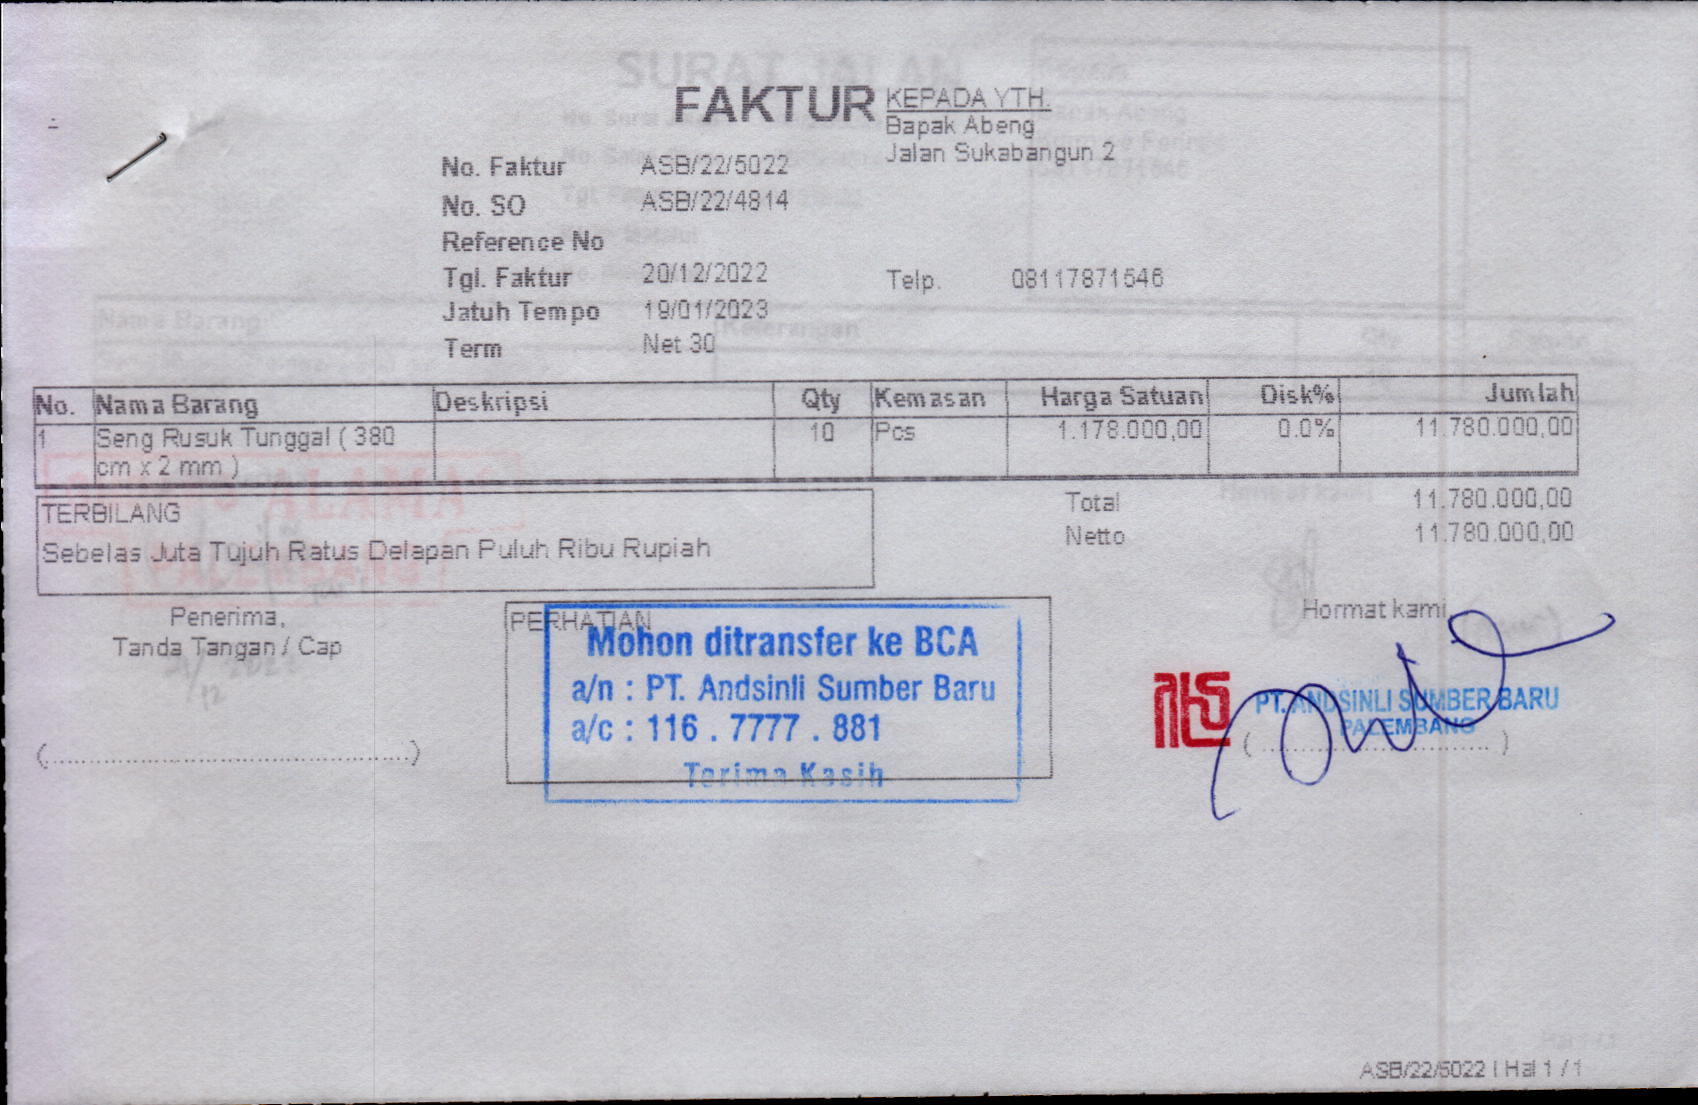 FAKTUR
KEPADA YTH.
Bapak Abeng
Jalan Sukabangun 2
No. Faktur ASB/22/5022
No. SO ASB/22/4814
Reference No
Tgl. Faktur 20/12/2022
Telp. 08117871546
Jatuh Tempo 19/01/2023
Term Net 30
No. Nama Barang Deskripsi Qty Kemasan Harga Satuan Disk% Jumlah
1 Seng Rusuk Tunggal ( 380 10 Pcs 1.178.000,00 0.0% 11.780.000,00
cm x 2 mm )
TERBILANG
Sebelas Juta Tujuh Ratus Delapan Puluh Ribu Rupiah
Total 11.780.000,00
Netto 11.780.000,00
Penerima,
Tanda Tangan / Cap
(..........................................................)
PERHATIAN
Mohon ditransfer ke BCA
a/n : PT. Andsinli Sumber Baru
a/c : 116 . 7777 . 881
Terima Kasih
Hormat kami
PT. ANDSINLI SUMBER BARU
PALEMBANG
( ...................................... )
ASB/22/5022 | Hal 1 / 1